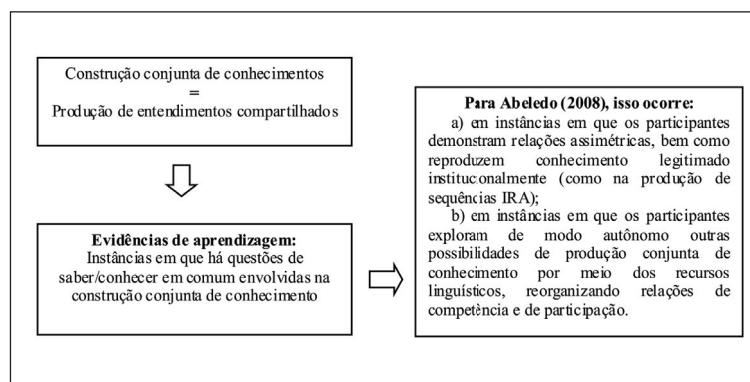 Construção conjunta de conhecimentos
=
Produção de entendimentos compartilhados
Evidências de aprendizagem:
Instâncias em que há questões de
saber/conhecer em comum envolvidas na
construção conjunta de conhecimento
Para Abeledo (2008), isso ocorre:
a) em instâncias em que os participantes
demonstram relações assimétricas, bem como
reproduzem conhecimento legitimado
institucionalmente (como na produção de
sequências IRA);
b) em instâncias em que os participantes
exploram de modo autônomo outras
possibilidades de produção conjunta de
conhecimento por meio dos recursos
linguísticos, reorganizando relações de
competência e de participação.